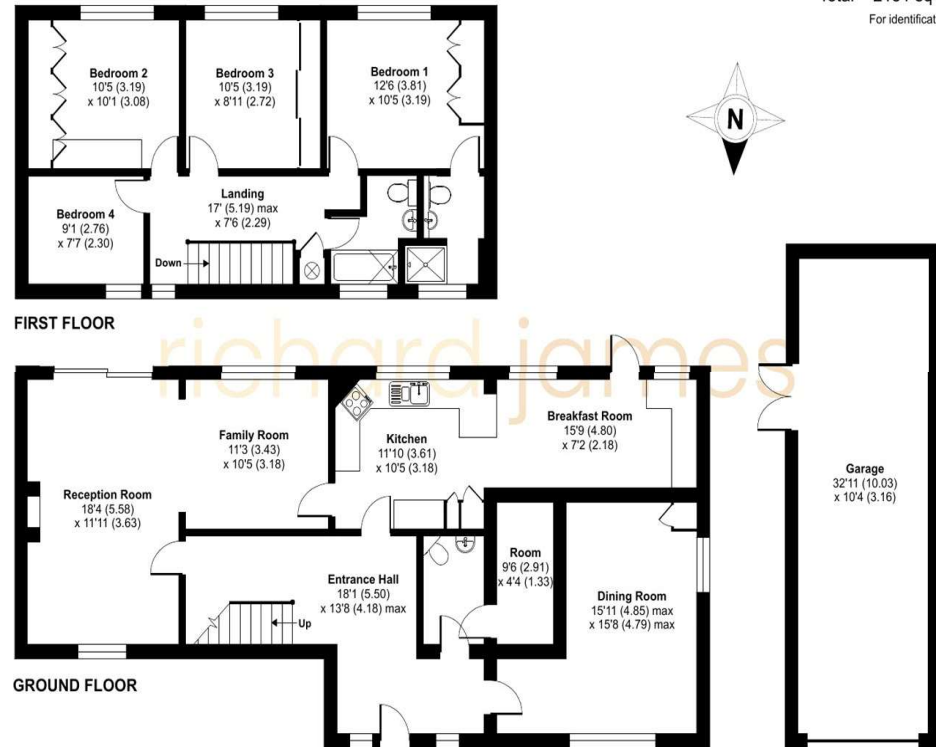 For identificat
N
Bedroom 2
10'5 (3.19)
x 10'1 (3.08)
Bedroom 3
10'5 (3.19)
x 8'11 (2.72)
Bedroom 1
12'6 (3.81)
x 10'5 (3.19)
Landing
17' (5.19) max
x 7'6 (2.29)
Bedroom 4
9'1 (2.76)
x 7'7 (2.30)
Down
FIRST FLOOR
richard james
Breakfast Room
15'9 (4.80)
x 7'2 (2.18)
Family Room
11'3 (3.43)
x 10'5 (3.18)
Kitchen
11'10 (3.61)
x 10'5 (3.18)
Garage
32'11 (10.03)
x 10'4 (3.16)
Reception Room
18'4 (5.58)
x 11'11 (3.63)
Room
9'6 (2.91)
x 4'4 (1.33)
Entrance Hall
18'1 (5.50)
x 13'8 (4.18) max
Dining Room
15'11 (4.85) max
x 15'8 (4.79) max
Up
GROUND FLOOR